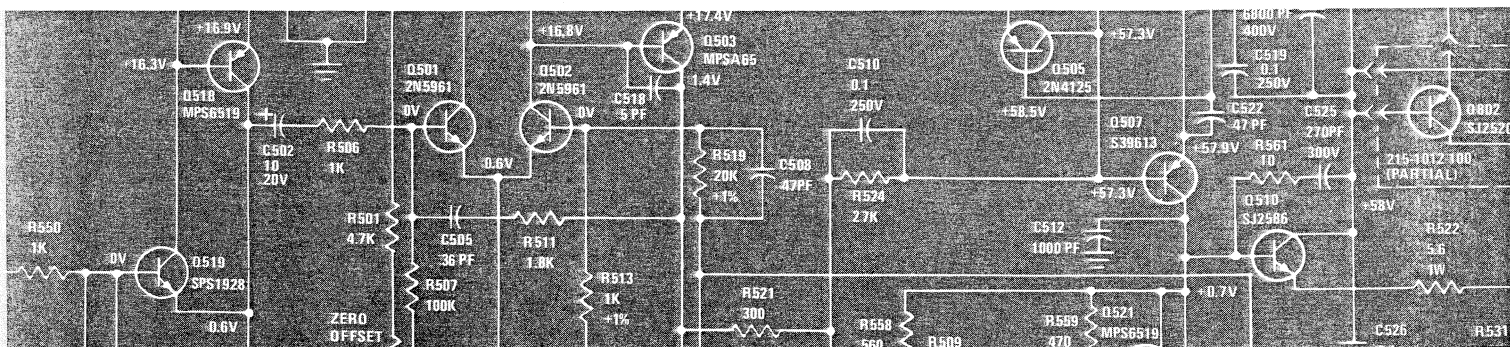 +16.9V
+16.3V
Q518
MPS6519
C502
10
20V
R506
1K
R550
1K
0V
Q519
SPS1928
0.6V
Q501
2N5961
0V
Q502
2N5961
0V
+16.8V
0.6V
R501
4.7K
C505
36 PF
R511
1.8K
R507
100K
ZERO
OFFSET
R513
1K
+1%
+17.4V
Q503
MPSA65
1.4V
C518
5 PF
R519
20K
+1%
C508
47PF
C510
0.1
250V
R524
2.7K
R521
300
Q505
2N4125
+57.3V
+58.5V
Q507
S39613
+57.9V
+57.3V
C512
1000 PF
C522
47 PF
6800 PF
400V
C519
0.1
250V
C525
270PF
300V
R561
10
Q510
SJ2586
+0.7V
Q802
SJ2520
215-1012-100
(PARTIAL)
+58V
R522
5.6
1W
R558
560
R509
R559
470
Q521
MPS6519
C526
R531